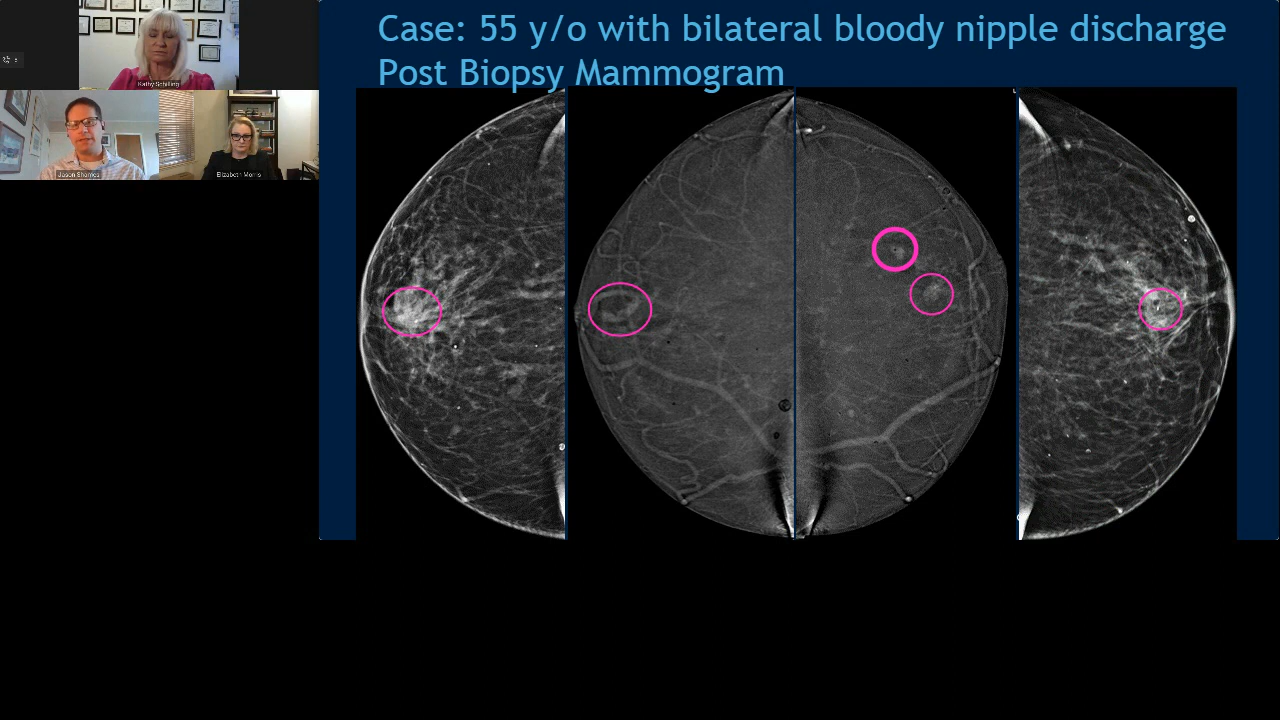 Case: 55 y/o with bilateral bloody nipple discharge
Post Biopsy Mammogram
Kathy Schilling
Jason Shames
Elizabeth Morris